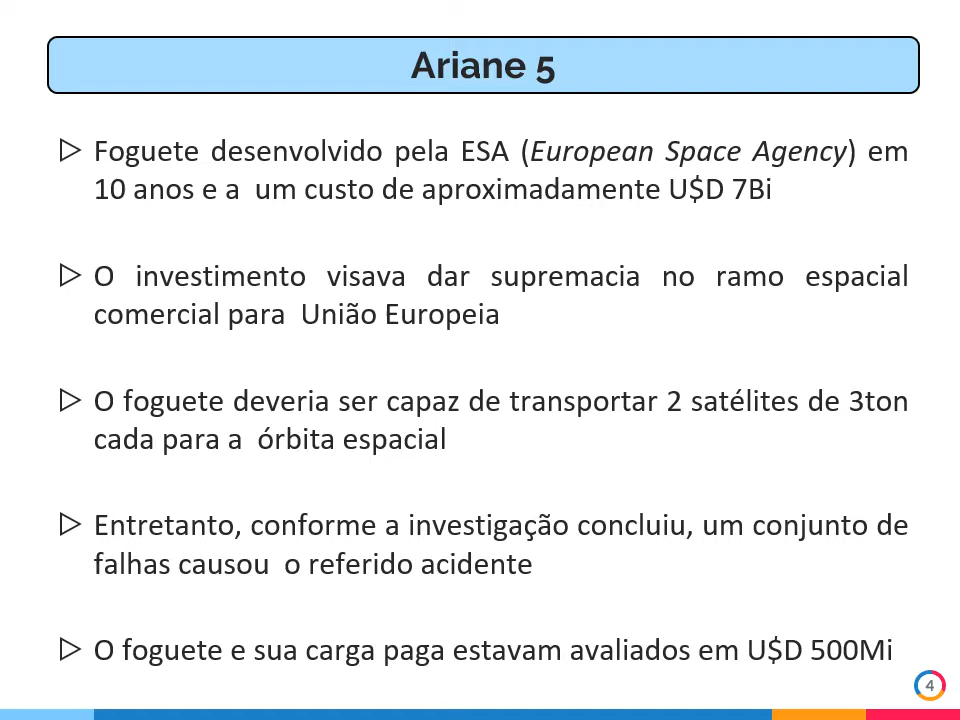 Ariane 5
Foguete desenvolvido pela ESA (European Space Agency) em
10 anos e a  um custo de aproximadamente U$D 7Bi
O investimento visava dar supremacia no ramo espacial
comercial para  União Europeia
O foguete deveria ser capaz de transportar 2 satélites de 3ton
cada para a  órbita espacial
Entretanto, conforme a investigação concluiu, um conjunto de
falhas causou  o referido acidente
O foguete e sua carga paga estavam avaliados em U$D 500Mi
4